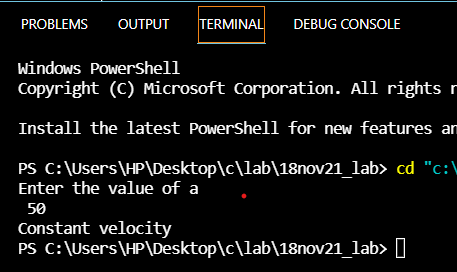 PROBLEMS OUTPUT TERMINAL DEBUG CONSOLE
Windows PowerShell
Copyright (C) Microsoft Corporation. All rights
Install the latest PowerShell for new features
PS C:\Users\HP\Desktop\c\lab\18nov21_lab> cd "c:\
Enter the value of a
50
Constant velocity
PS C:\Users\HP\Desktop\c\lab\18nov21_lab>